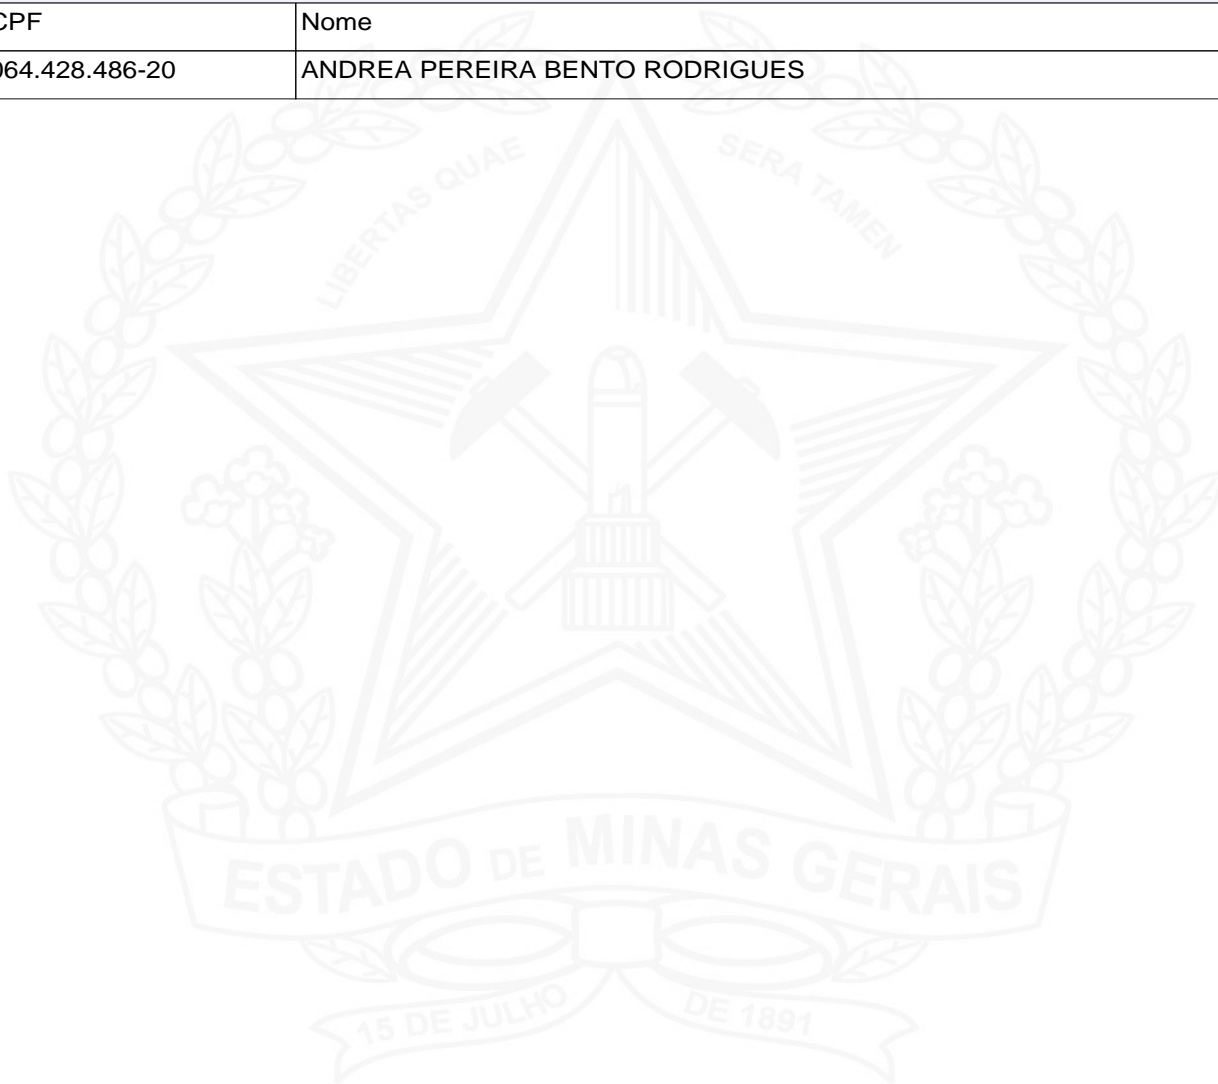 CPF Nome
064.428.486-20 ANDREA PEREIRA BENTO RODRIGUES
LIBERTAS QUAE SERA TAMEN
ESTADO DE MINAS GERAIS
15 DE JULHO DE 1891